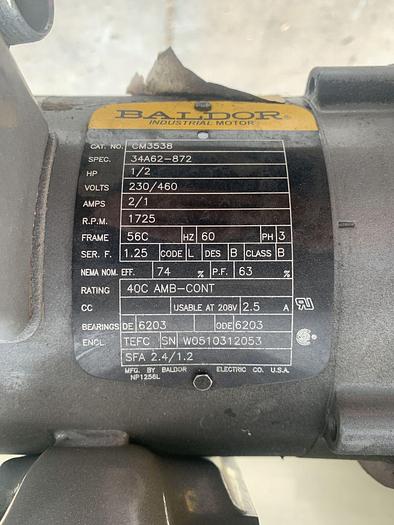 BALDOR
INDUSTRIAL MOTOR
CAT. NO. CM3538
SPEC. 34A62-872
HP 1/2
VOLTS 230/460
AMPS 2/1
R.P.M. 1725
FRAME 56C HZ 60 PH 3
SER. F. 1.25 CODE L DES B CLASS B
NEMA NOM. EFF. 74 % P.F. 63 %
RATING 40C AMB-CONT
CC USABLE AT 208V 2.5 A
BEARINGS DE 6203 ODE 6203
ENCL TEFC SN W0510312053
SFA 2.4/1.2
MFG. BY BALDOR ELECTRIC CO. U.S.A.
NP1256L